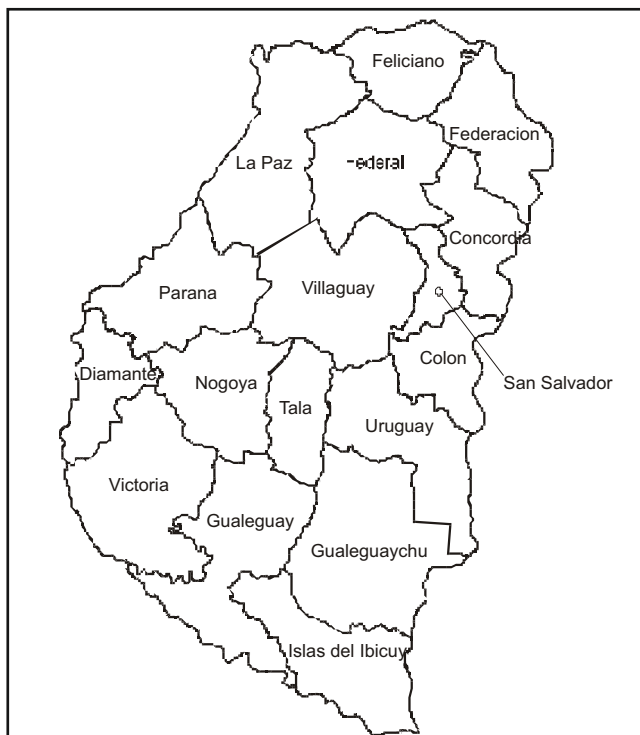 Feliciano
Federacion
La Paz
Federal
Concordia
Parana
Villaguay
Diamante
Nogoya
Colon
San Salvador
Tala
Uruguay
Victoria
Gualeguay
Gualeguaychu
Islas del Ibicuy